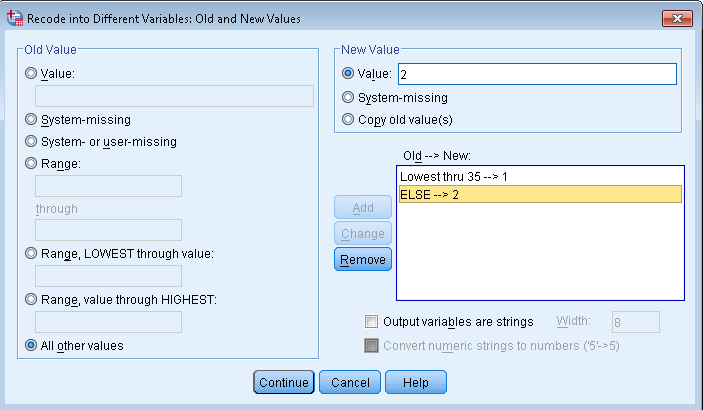 Recode into Different Variables: Old and New Values
Old Value
Value:
System-missing
System- or user-missing
Range:
through
Range, LOWEST through value:
Range, value through HIGHEST:
All other values
New Value
Value: 2
System-missing
Copy old value(s)
Old --> New:
Lowest thru 35 --> 1
ELSE --> 2
Add
Change
Remove
Output variables are strings Width: 8
Convert numeric strings to numbers ('5'->5)
Continue Cancel Help